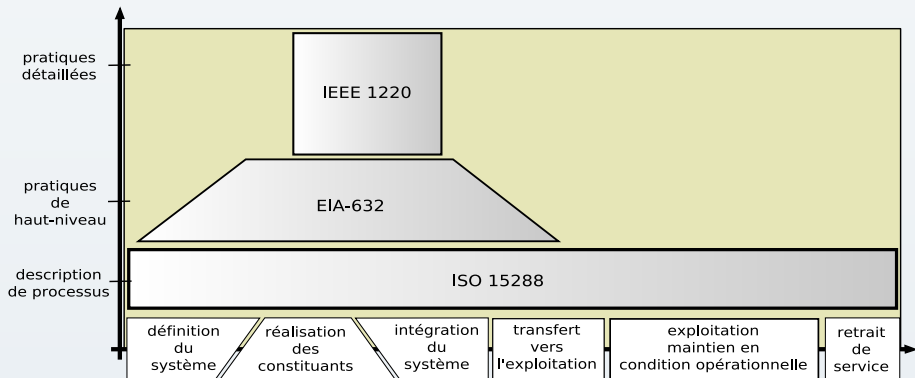 pratiques
détaillées
IEEE 1220
pratiques
de
haut-niveau
EIA-632
description
de processus
ISO 15288
définition
du
système
réalisation
des
constituants
intégration
du
système
transfert
vers
l'exploitation
exploitation
maintien en
condition opérationnelle
retrait
de
service